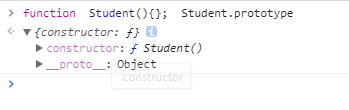 > function  Student(){};  Student.prototype
<· ▼{constructor: ƒ} i
▶ constructor: ƒ Student()
▶ __proto__: Object
.constructor
>